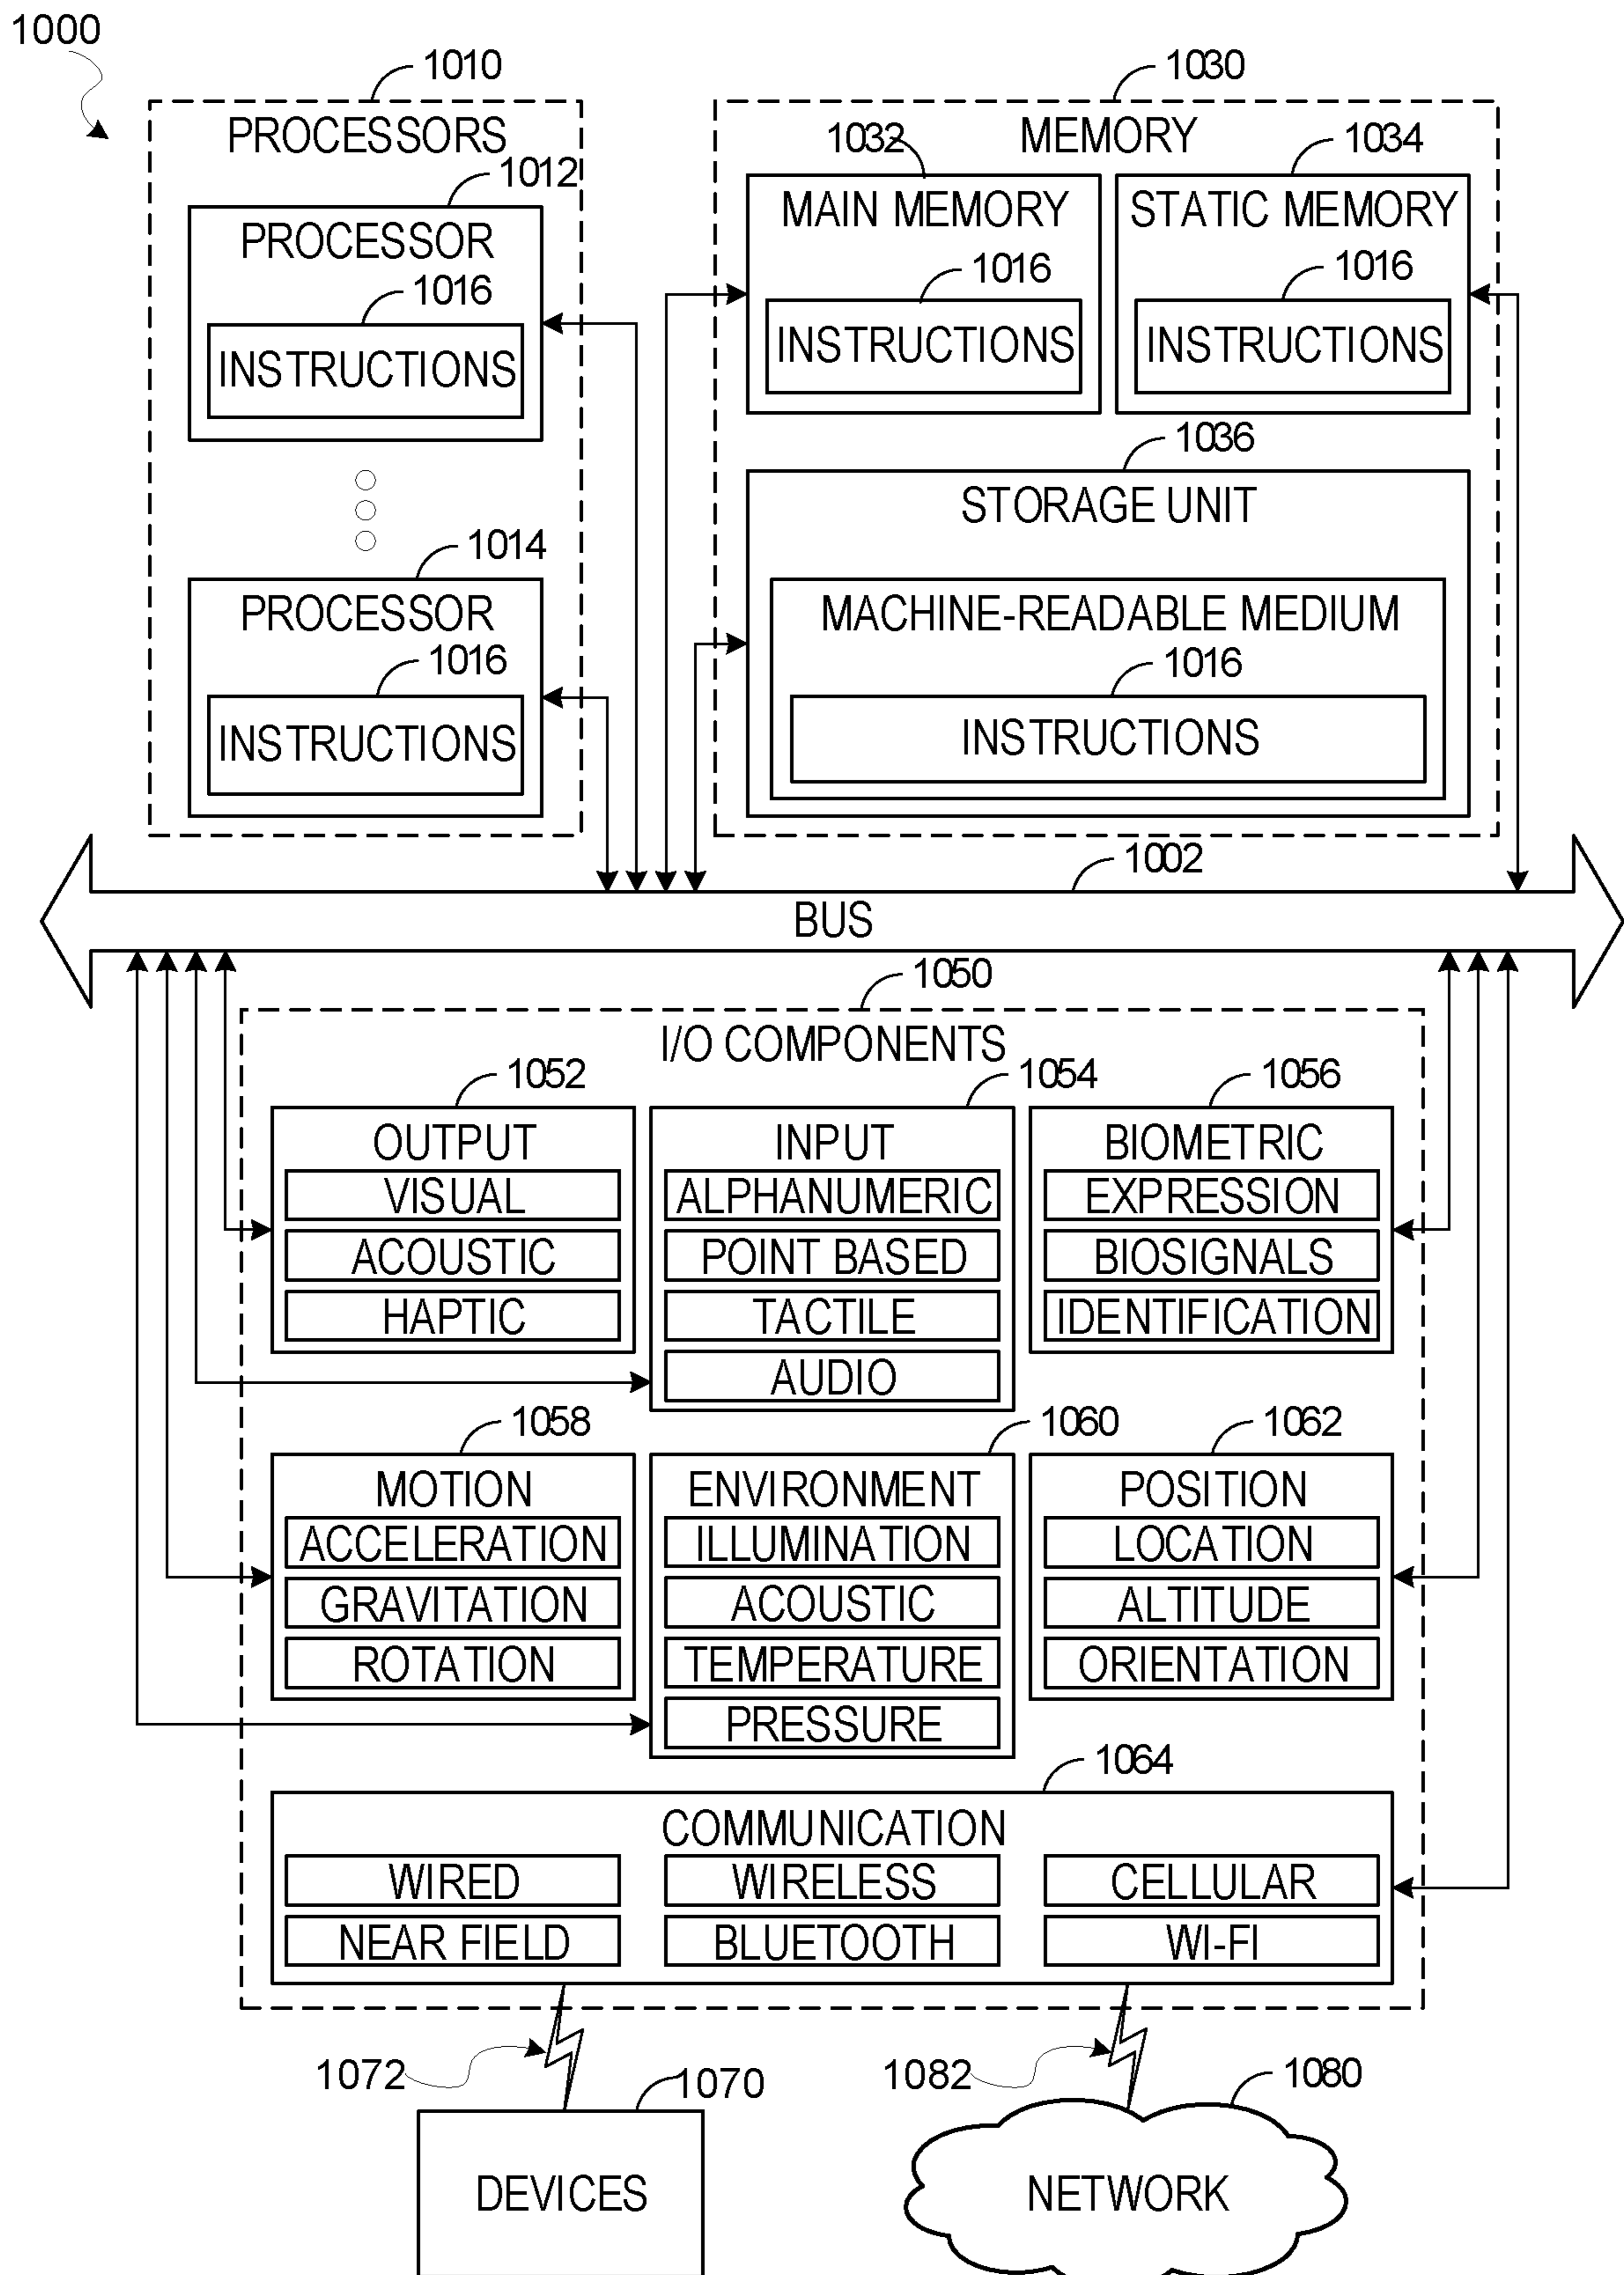 1000
1010
PROCESSORS
1012
PROCESSOR
1016
INSTRUCTIONS
1014
PROCESSOR
1016
INSTRUCTIONS
1030
MEMORY
1032
MAIN MEMORY
1016
INSTRUCTIONS
1034
STATIC MEMORY
1016
INSTRUCTIONS
1036
STORAGE UNIT
MACHINE-READABLE MEDIUM
1016
INSTRUCTIONS
1002
BUS
1050
I/O COMPONENTS
1052
OUTPUT
VISUAL
ACOUSTIC
HAPTIC
1054
INPUT
ALPHANUMERIC
POINT BASED
TACTILE
AUDIO
1056
BIOMETRIC
EXPRESSION
BIOSIGNALS
IDENTIFICATION
1058
MOTION
ACCELERATION
GRAVITATION
ROTATION
1060
ENVIRONMENT
ILLUMINATION
ACOUSTIC
TEMPERATURE
PRESSURE
1062
POSITION
LOCATION
ALTITUDE
ORIENTATION
1064
COMMUNICATION
WIRED
WIRELESS
CELLULAR
NEAR FIELD
BLUETOOTH
WI-FI
1072
1070
DEVICES
1082
1080
NETWORK